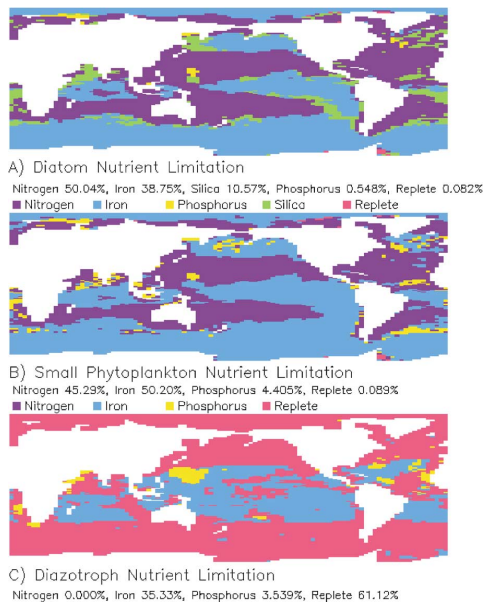 A) Diatom Nutrient Limitation
Nitrogen 50.04%, Iron 38.75%, Silica 10.57%, Phosphorus 0.548%, Replete 0.082%
Nitrogen Iron Phosphorus Silica Replete
B) Small Phytoplankton Nutrient Limitation
Nitrogen 45.29%, Iron 50.20%, Phosphorus 4.405%, Replete 0.089%
Nitrogen Iron Phosphorus Replete
C) Diazotroph Nutrient Limitation
Nitrogen 0.000%, Iron 35.33%, Phosphorus 3.539%, Replete 61.12%